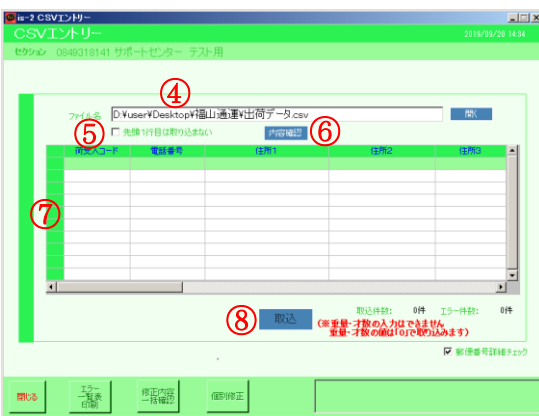 is-2 CSVエントリー
CSVエントリー
2019/09/20 14:34
セクション 0849318141 サポートセンター テスト用
④
ファイル名 D:¥user¥Desktop¥福山通運¥出荷データ.csv 開く
⑤ 先頭1行目は取り込まない 内容確認 ⑥
荷受人コード 電話番号 住所1 住所2 住所3
⑦
⑧ 取込 取込件数: 0件 エラー件数: 0件
(※重量・才数の入力はできません
重量・才数の値は「0」で取り込みます)
郵便番号詳細チェック
閉じる
エラー
一覧表
印刷
修正内容
一括確認
個別修正